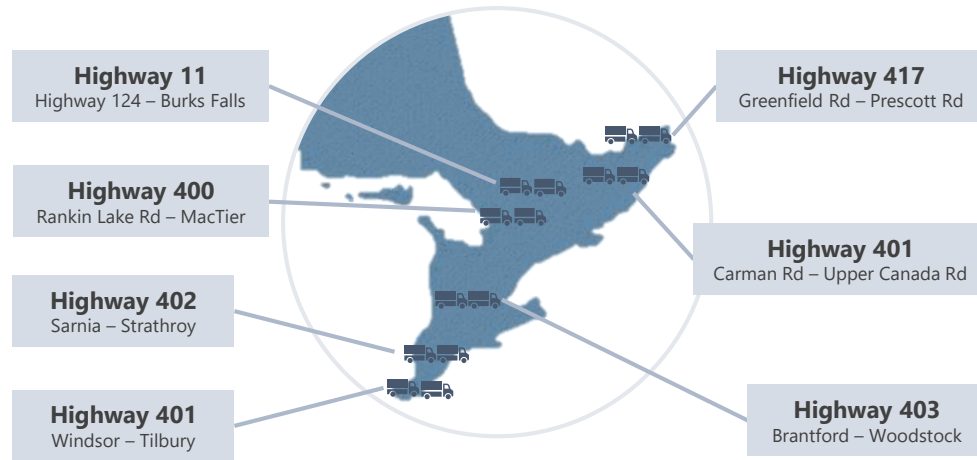 Highway 11
Highway 124 – Burks Falls
Highway 400
Rankin Lake Rd – MacTier
Highway 402
Sarnia – Strathroy
Highway 401
Windsor – Tilbury
Highway 417
Greenfield Rd – Prescott Rd
Highway 401
Carman Rd – Upper Canada Rd
Highway 403
Brantford – Woodstock